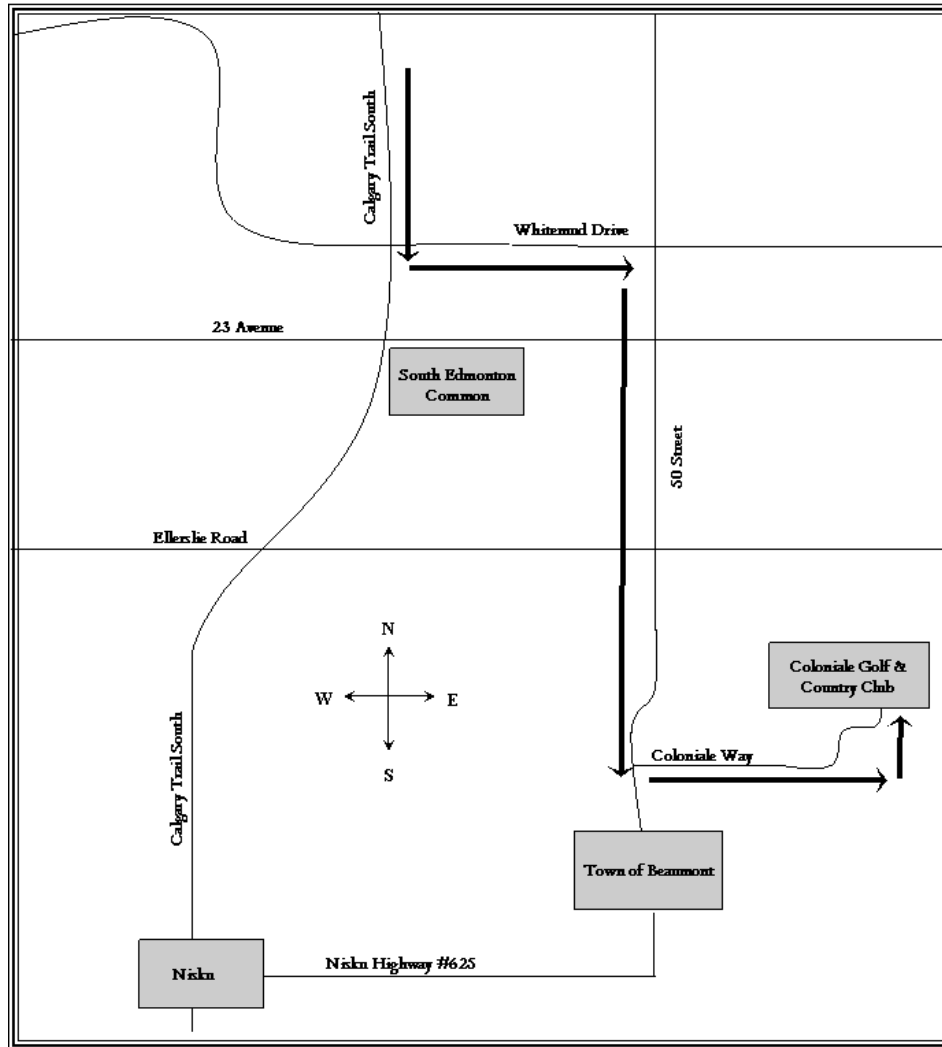 Calgary Trail South
Whitemud Drive
23 Avenue
South Edmonton
Common
50 Street
Ellerslie Road
N
W
E
S
Coloniale Golf &
Country Club
Coloniale Way
Calgary Trail South
Town of Beaumont
Nisku Highway #625
Nisku